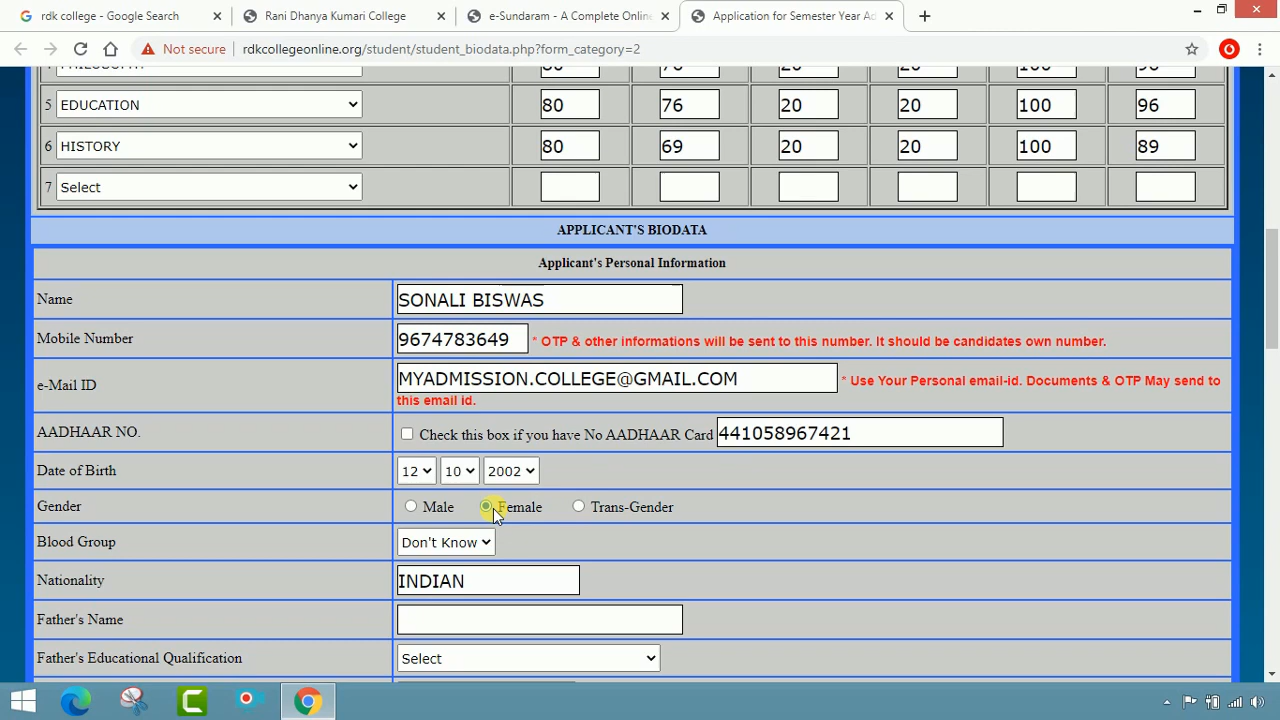 rdk college - Google Search
Rani Dhanya Kumari College
e-Sundaram - A Complete Online
Application for Semester Year Ad
Not secure
rdkcollegeonline.org/student/student_biodata.php?form_category=2
5 EDUCATION 80 76 20 20 100 96
6 HISTORY 80 69 20 20 100 89
7 Select
APPLICANT'S BIODATA
Applicant's Personal Information
Name SONALI BISWAS
Mobile Number 9674783649 * OTP & other informations will be sent to this number. It should be candidates own number.
e-Mail ID MYADMISSION.COLLEGE@GMAIL.COM * Use Your Personal email-id. Documents & OTP May send to
this email id.
AADHAAR NO. Check this box if you have No AADHAAR Card 441058967421
Date of Birth 12 10 2002
Gender Male Female Trans-Gender
Blood Group Don't Know
Nationality INDIAN
Father's Name
Father's Educational Qualification Select